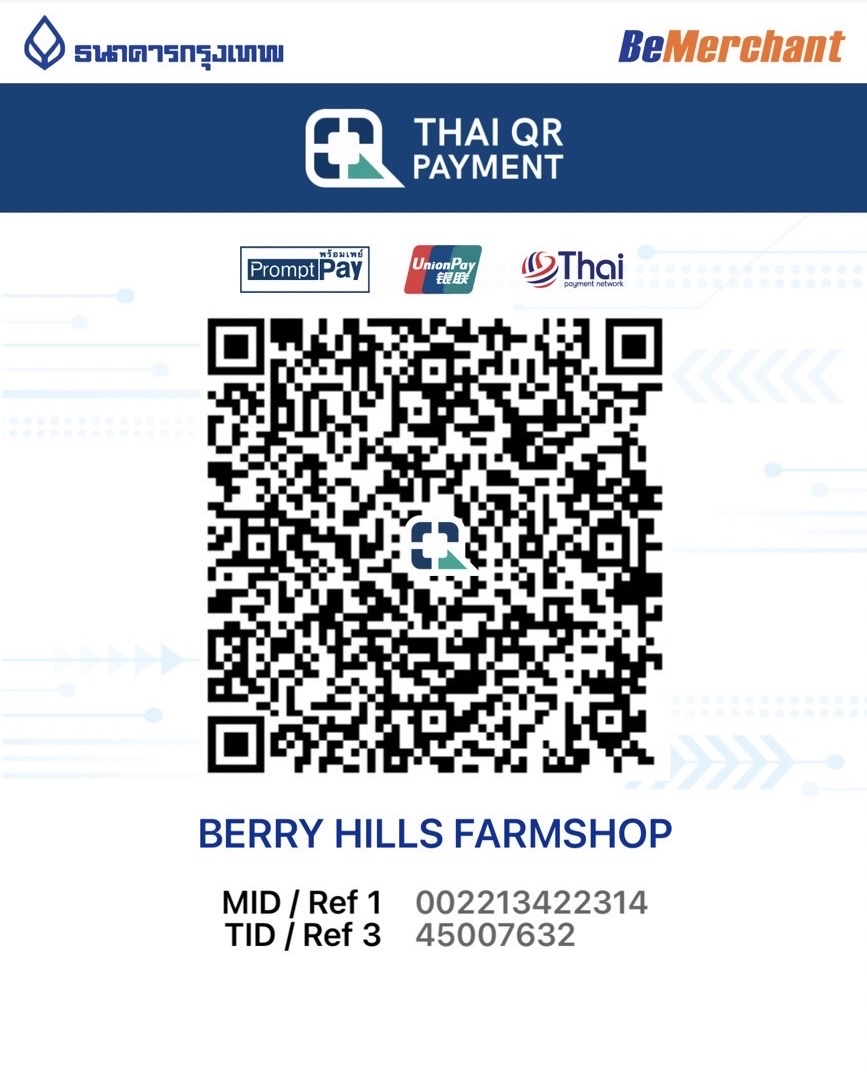 ธนาคารกรุงเทพ
BeMerchant
THAI QR
PAYMENT
พร้อมเพย์
PromptPay
UnionPay
银联
Thai
payment network
BERRY HILLS FARMSHOP
MID / Ref 1 002213422314
TID / Ref 3 45007632